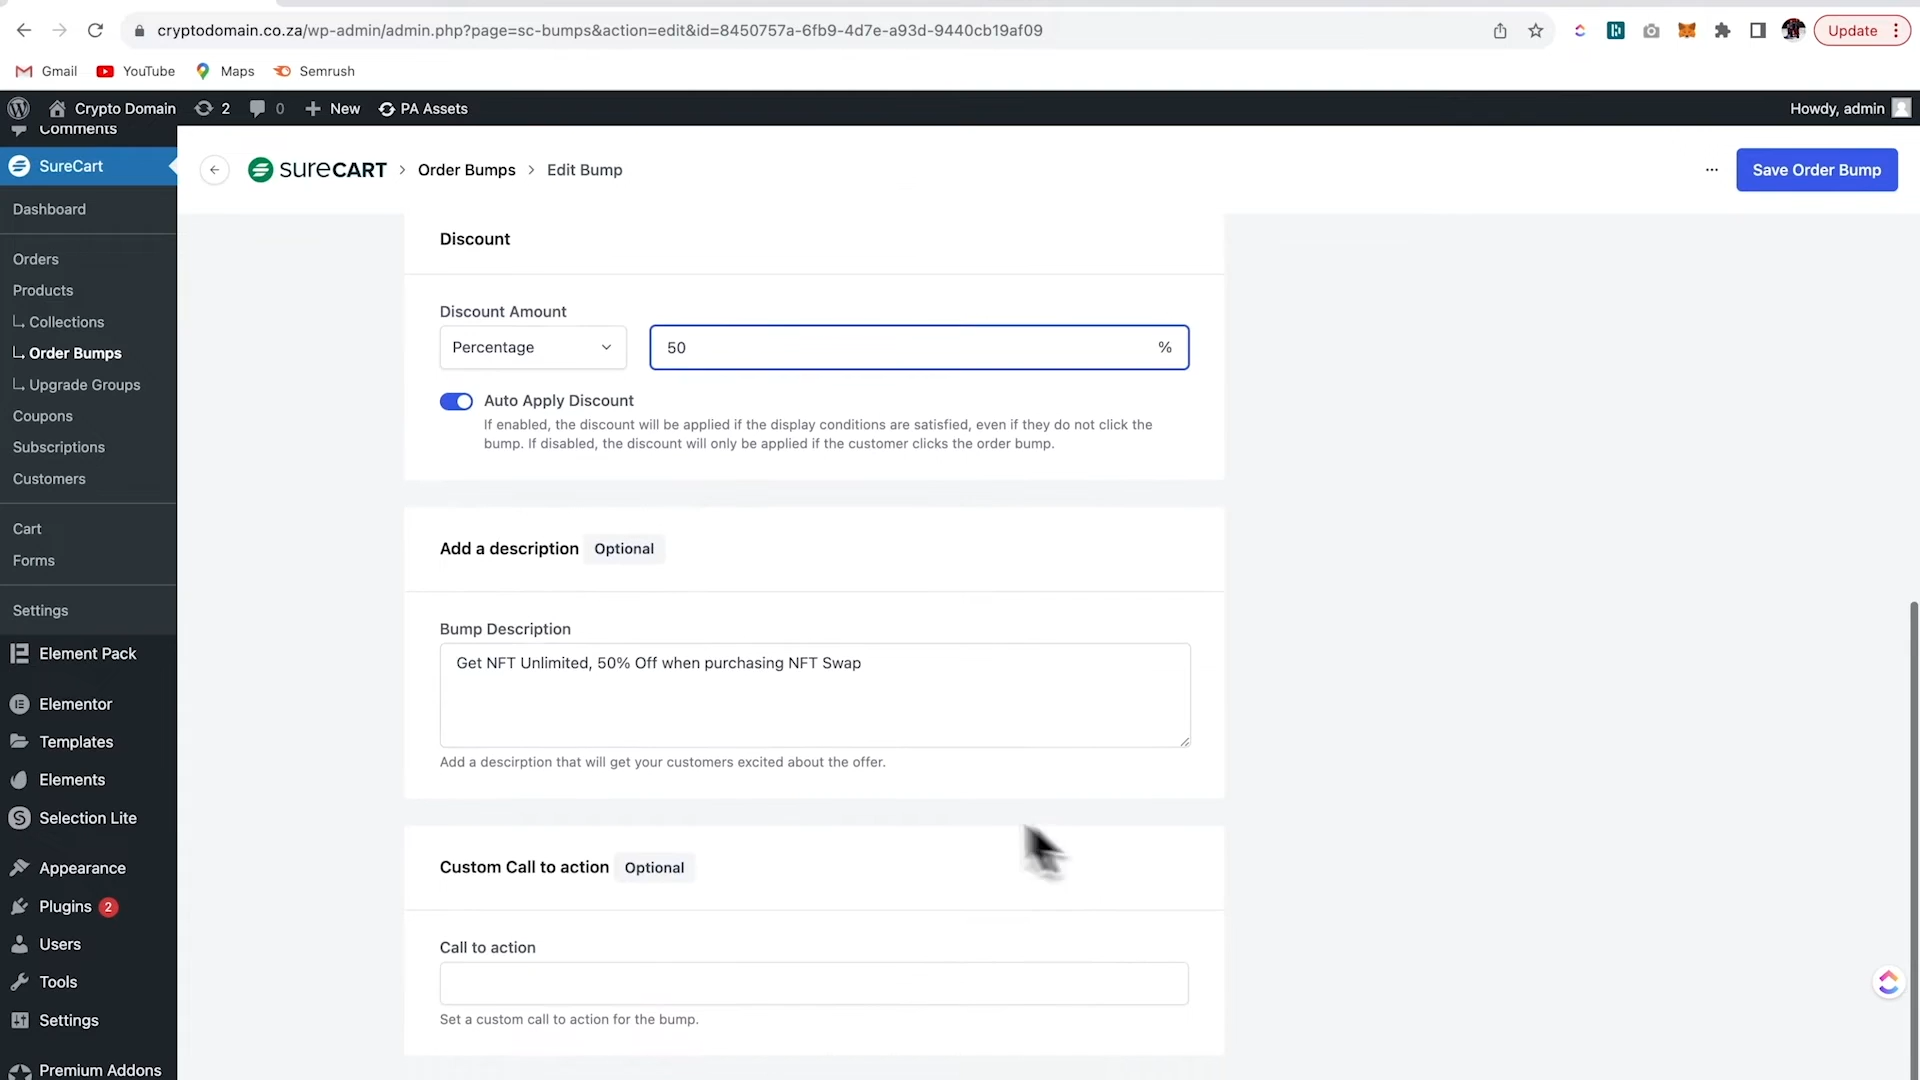 cryptodomain.co.za/wp-admin/admin.php?page=sc-bumps&action=edit&id=8450757a-6fb9-4d7e-a93d-9440cb19af09
Update
Gmail
YouTube
Maps
Semrush
Crypto Domain
2
0
New
PA Assets
Howdy, admin
Comments
SureCart
Dashboard
Orders
Products
Collections
Order Bumps
Upgrade Groups
Coupons
Subscriptions
Customers
Cart
Forms
Settings
Element Pack
Elementor
Templates
Elements
Selection Lite
Appearance
Plugins 2
Users
Tools
Settings
Premium Addons
SURECART > Order Bumps > Edit Bump
... Save Order Bump
Discount
Discount Amount
Percentage
50 %
Auto Apply Discount
If enabled, the discount will be applied if the display conditions are satisfied, even if they do not click the
bump. If disabled, the discount will only be applied if the customer clicks the order bump.
Add a description Optional
Bump Description
Get NFT Unlimited, 50% Off when purchasing NFT Swap
Add a descirption that will get your customers excited about the offer.
Custom Call to action Optional
Call to action
Set a custom call to action for the bump.